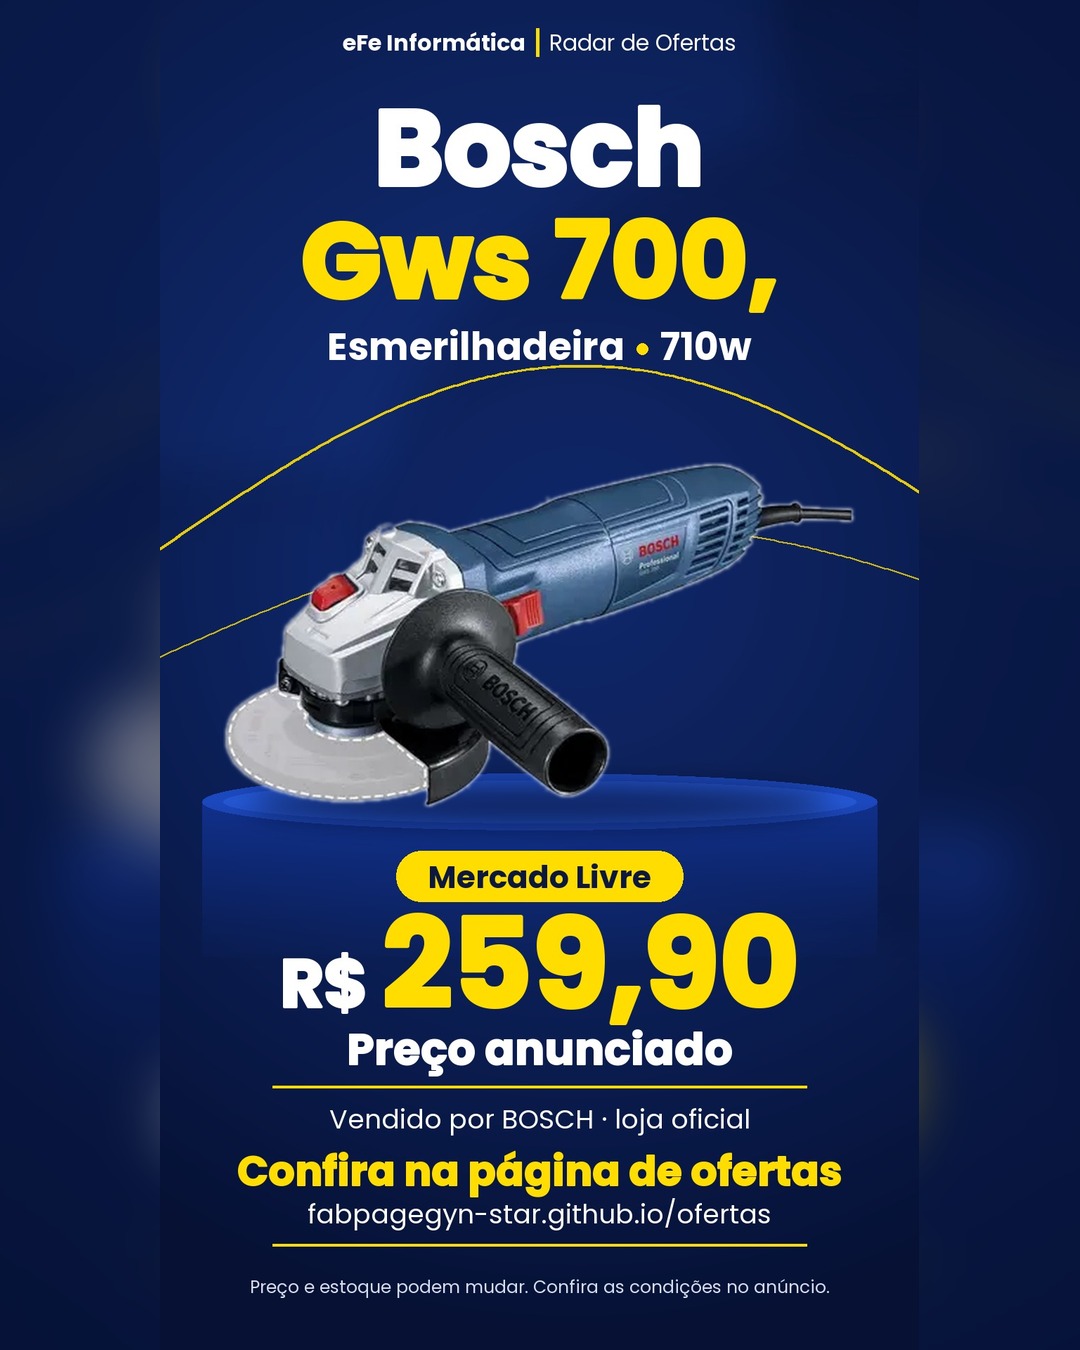 eFe Informática | Radar de Ofertas
Bosch
Gws 700,
Esmerilhadeira • 710w
BOSCH
Professional
BOSCH
Mercado Livre
R$ 259,90
Preço anunciado
Vendido por BOSCH · loja oficial
Confira na página de ofertas
fabpagegyn-star.github.io/ofertas
Preço e estoque podem mudar. Confira as condições no anúncio.